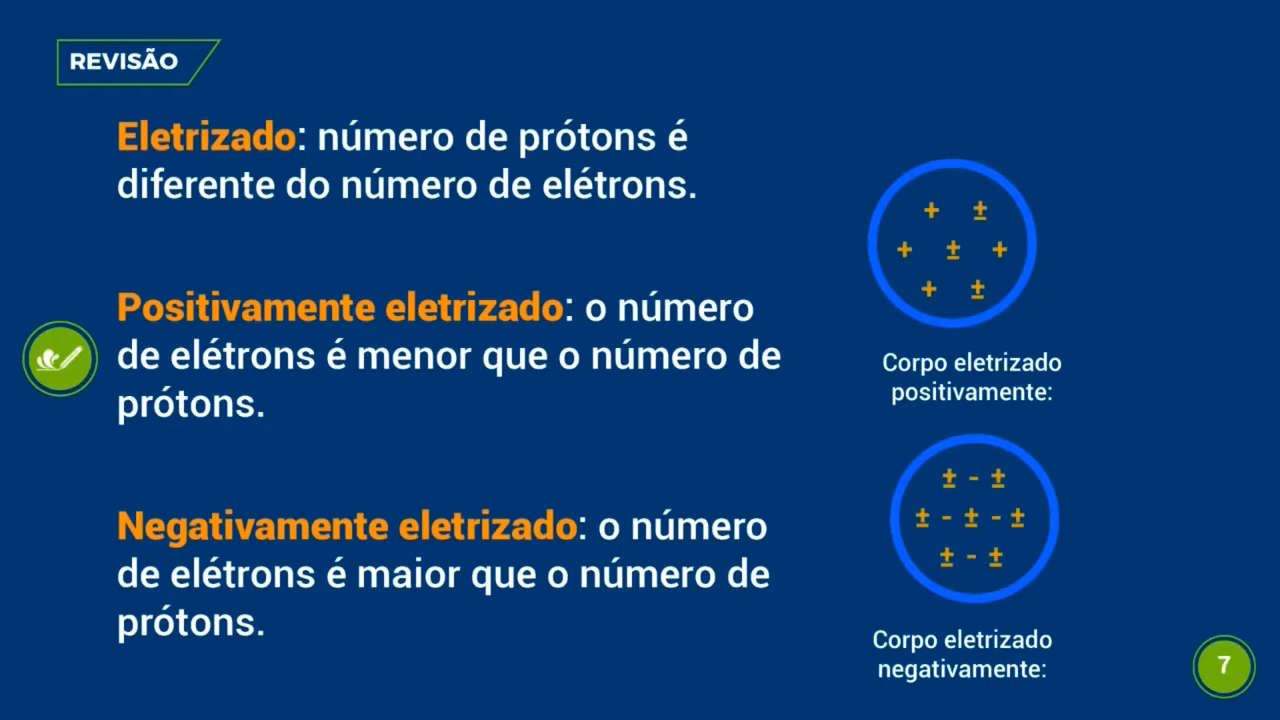 REVISÃO
Eletrizado: número de prótons é
diferente do número de elétrons.
Positivamente eletrizado: o número
de elétrons é menor que o número de
prótons.
Negativamente eletrizado: o número
de elétrons é maior que o número de
prótons.
+ ±
+ ± +
+ ±
Corpo eletrizado
positivamente:
± - ±
± - ± - ±
± - ±
Corpo eletrizado
negativamente:
7